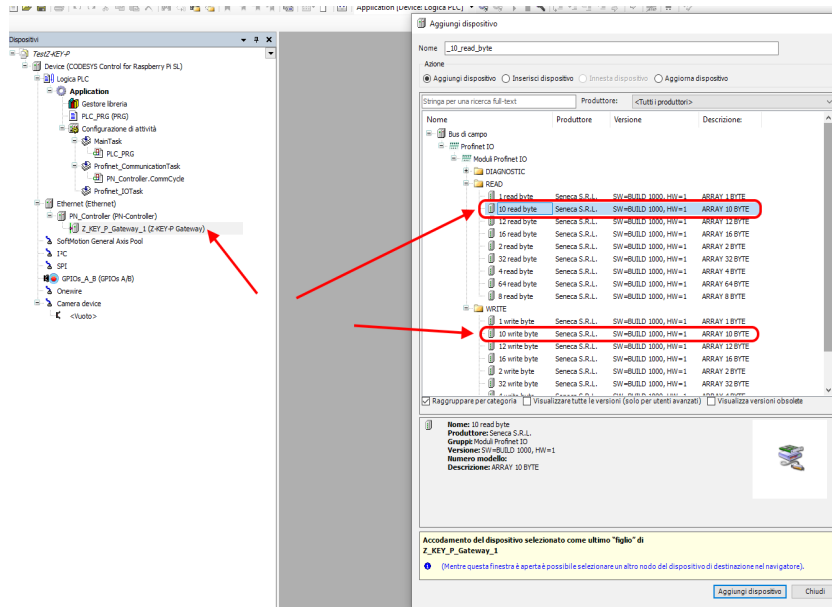 Application [Device: Logica PLC]
Dispositivi
TestZ-KEY-P
Device (CODESYS Control for Raspberry Pi SL)
Logica PLC
Application
Gestore libreria
PLC_PRG (PRG)
Configurazione di attività
MainTask
PLC_PRG
Profinet_CommunicationTask
PN_Controller.CommCycle
Profinet_IOTask
Ethernet (Ethernet)
PN_Controller (PN-Controller)
Z_KEY_P_Gateway_1 (Z-KEY-P Gateway)
SoftMotion General Axis Pool
I²C
SPI
GPIOs_A_B (GPIOs A/B)
Onewire
Camera device
<Vuoto>
Aggiungi dispositivo
Nome _10_read_byte
Azione
Aggiungi dispositivo Inserisci dispositivo Innesta dispositivo Aggiorna dispositivo
Stringa per una ricerca full-text Produttore: <Tutti i produttori>
Nome Produttore Versione Descrizione:
Bus di campo
Profinet IO
Moduli Profinet IO
DIAGNOSTIC
READ
1 read byte Seneca S.R.L. SW=BUILD 1000, HW=1 ARRAY 1 BYTE
10 read byte Seneca S.R.L. SW=BUILD 1000, HW=1 ARRAY 10 BYTE
12 read byte Seneca S.R.L. SW=BUILD 1000, HW=1 ARRAY 12 BYTE
16 read byte Seneca S.R.L. SW=BUILD 1000, HW=1 ARRAY 16 BYTE
2 read byte Seneca S.R.L. SW=BUILD 1000, HW=1 ARRAY 2 BYTE
32 read byte Seneca S.R.L. SW=BUILD 1000, HW=1 ARRAY 32 BYTE
4 read byte Seneca S.R.L. SW=BUILD 1000, HW=1 ARRAY 4 BYTE
64 read byte Seneca S.R.L. SW=BUILD 1000, HW=1 ARRAY 64 BYTE
8 read byte Seneca S.R.L. SW=BUILD 1000, HW=1 ARRAY 8 BYTE
WRITE
1 write byte Seneca S.R.L. SW=BUILD 1000, HW=1 ARRAY 1 BYTE
10 write byte Seneca S.R.L. SW=BUILD 1000, HW=1 ARRAY 10 BYTE
12 write byte Seneca S.R.L. SW=BUILD 1000, HW=1 ARRAY 12 BYTE
16 write byte Seneca S.R.L. SW=BUILD 1000, HW=1 ARRAY 16 BYTE
2 write byte Seneca S.R.L. SW=BUILD 1000, HW=1 ARRAY 2 BYTE
32 write byte Seneca S.R.L. SW=BUILD 1000, HW=1 ARRAY 32 BYTE
Raggruppare per categoria Visualizzare tutte le versioni (solo per utenti avanzati) Visualizza versioni obsolete
Nome: 10 read byte
Produttore: Seneca S.R.L.
Gruppi: Moduli Profinet IO
Versione: SW=BUILD 1000, HW=1
Numero modello:
Descrizione: ARRAY 10 BYTE
Accodamento del dispositivo selezionato come ultimo "figlio" di
Z_KEY_P_Gateway_1
(Mentre questa finestra è aperta è possibile selezionare un altro nodo del dispositivo di destinazione nel navigatore).
Aggiungi dispositivo Chiudi